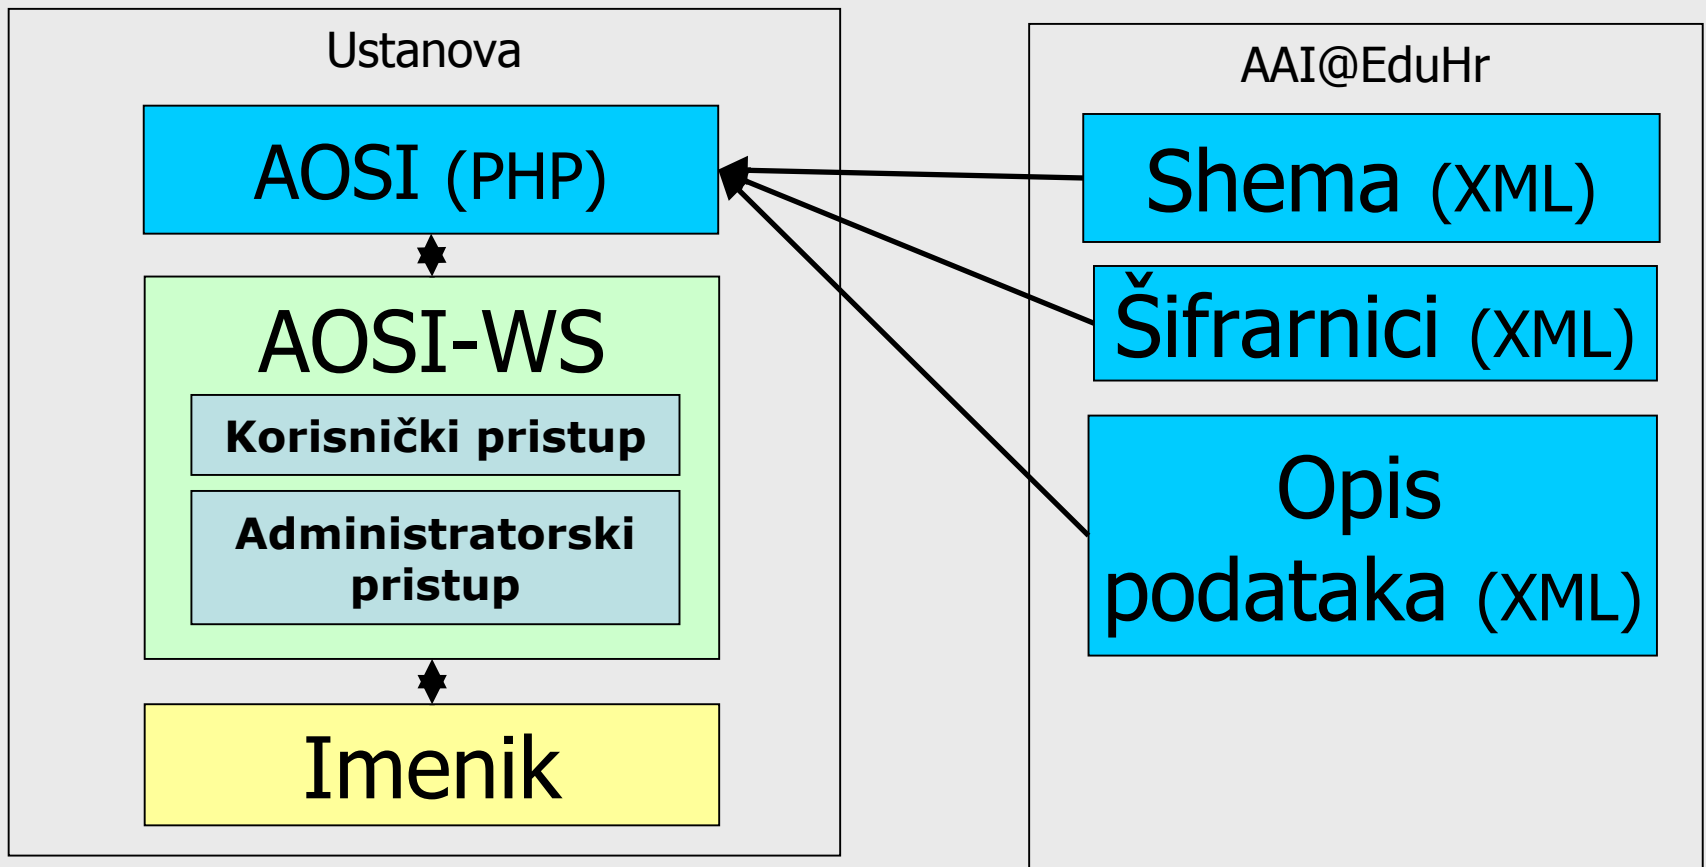 Ustanova
AOSI (PHP)
AOSI-WS
Korisnički pristup
Administratorski
pristup
Imenik
AAI@EduHr
Shema (XML)
Šifrarnici (XML)
Opis
podataka (XML)